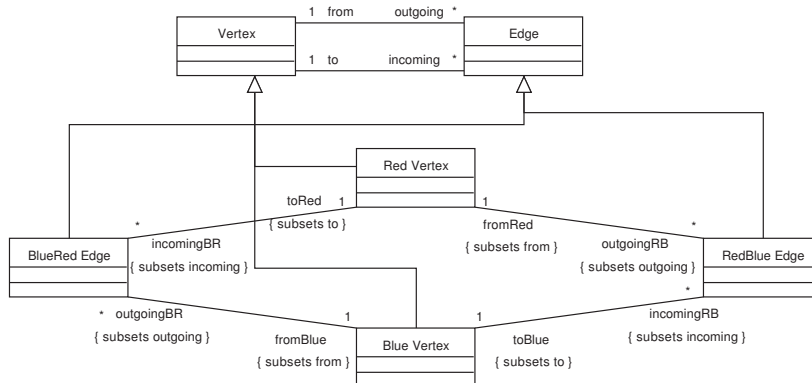 1 from outgoing *
Vertex Edge
1 to incoming *
Red Vertex
toRed 1 1
* { subsets to } fromRed *
BlueRed Edge incomingBR { subsets from } outgoingRB RedBlue Edge
{ subsets incoming } { subsets outgoing }
*
* outgoingBR 1 1 incomingRB
{ subsets outgoing } fromBlue Blue Vertex toBlue { subsets incoming }
{ subsets from } { subsets to }